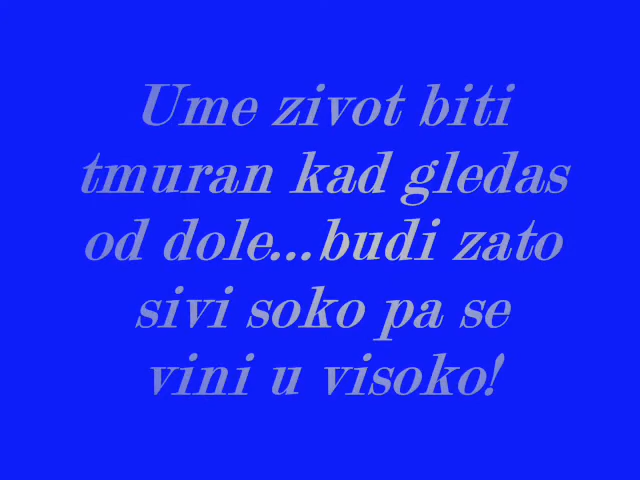 Ume zivot biti
tmuran kad gledas
od dole...budi zato
sivi soko pa se
vini u visoko!